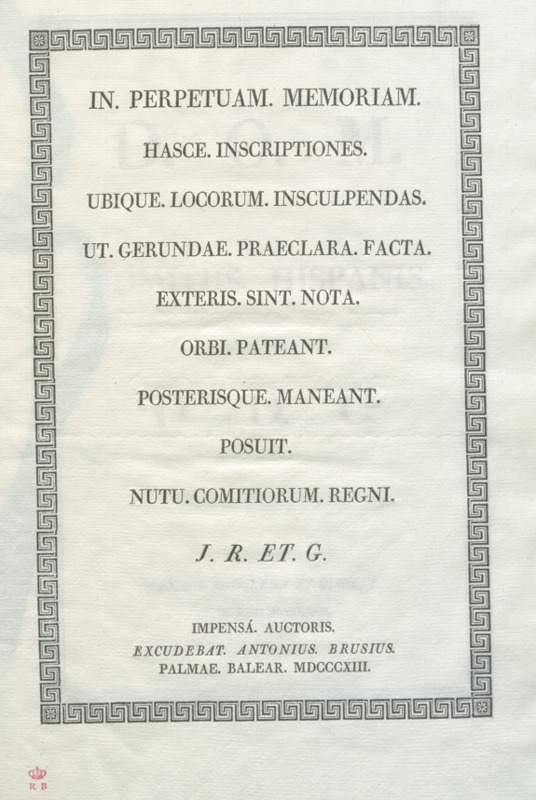 IN. PERPETUAM. MEMORIAM.
HASCE. INSCRIPTIONES.
UBIQUE. LOCORUM. INSCULPENDAS.
UT. GERUNDAE. PRAECLARA. FACTA.
EXTERIS. SINT. NOTA.
ORBI. PATEANT.
POSTERISQUE. MANEANT.
POSUIT.
NUTU. COMITIORUM. REGNI.
J. R. ET. G.
IMPENSÁ. AUCTORIS.
EXCUDEBAT. ANTONIUS. BRUSIUS.
PALMAE. BALEAR. MDCCCXIII.
R B